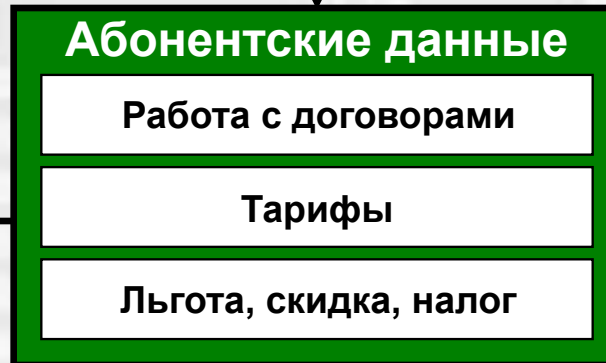 Абонентские данные
Работа с договорами
Тарифы
Льгота, скидка, налог